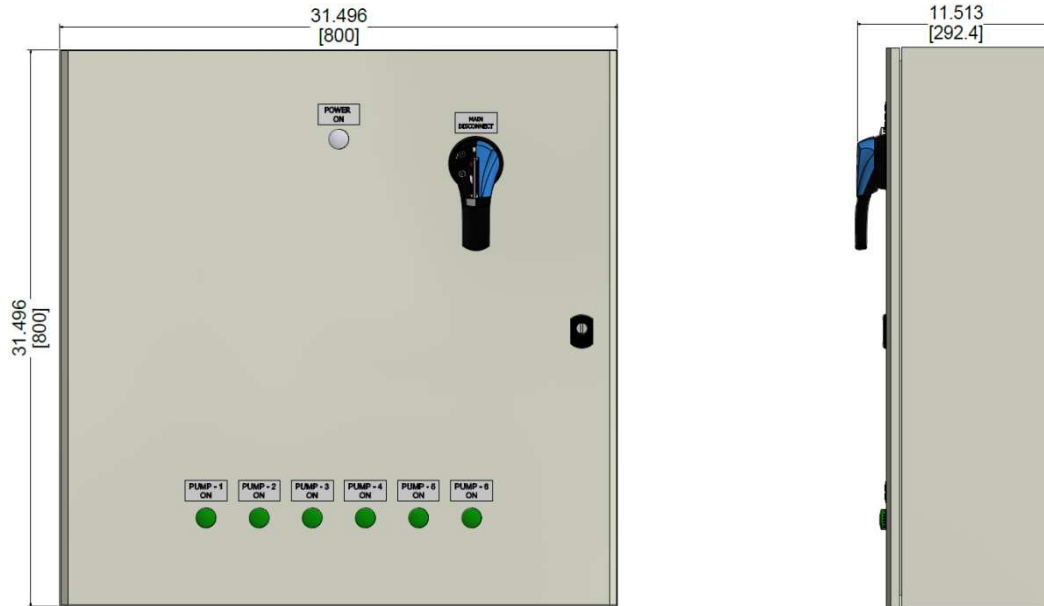 31.496
[800]
11.513
[292.4]
POWER
ON
MAIN
DISCONNECT
31.496
[800]
PUMP - 1
ON
PUMP - 2
ON
PUMP - 3
ON
PUMP - 4
ON
PUMP - 5
ON
PUMP - 6
ON